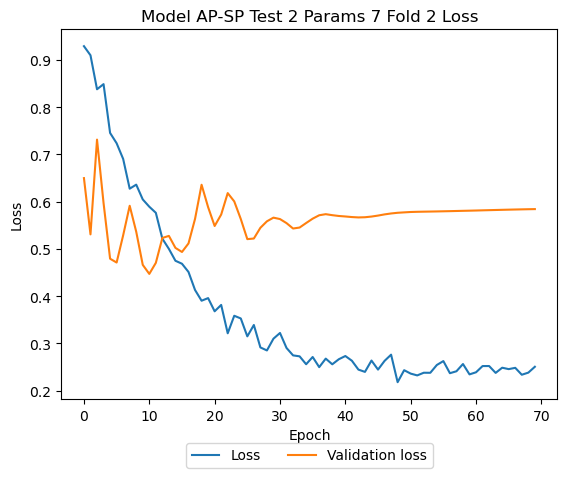 Model AP-SP Test 2 Params 7 Fold 2 Loss
Loss
0.9
0.8
0.7
0.6
0.5
0.4
0.3
0.2
0 10 20 30 40 50 60 70
Epoch
Loss Validation loss